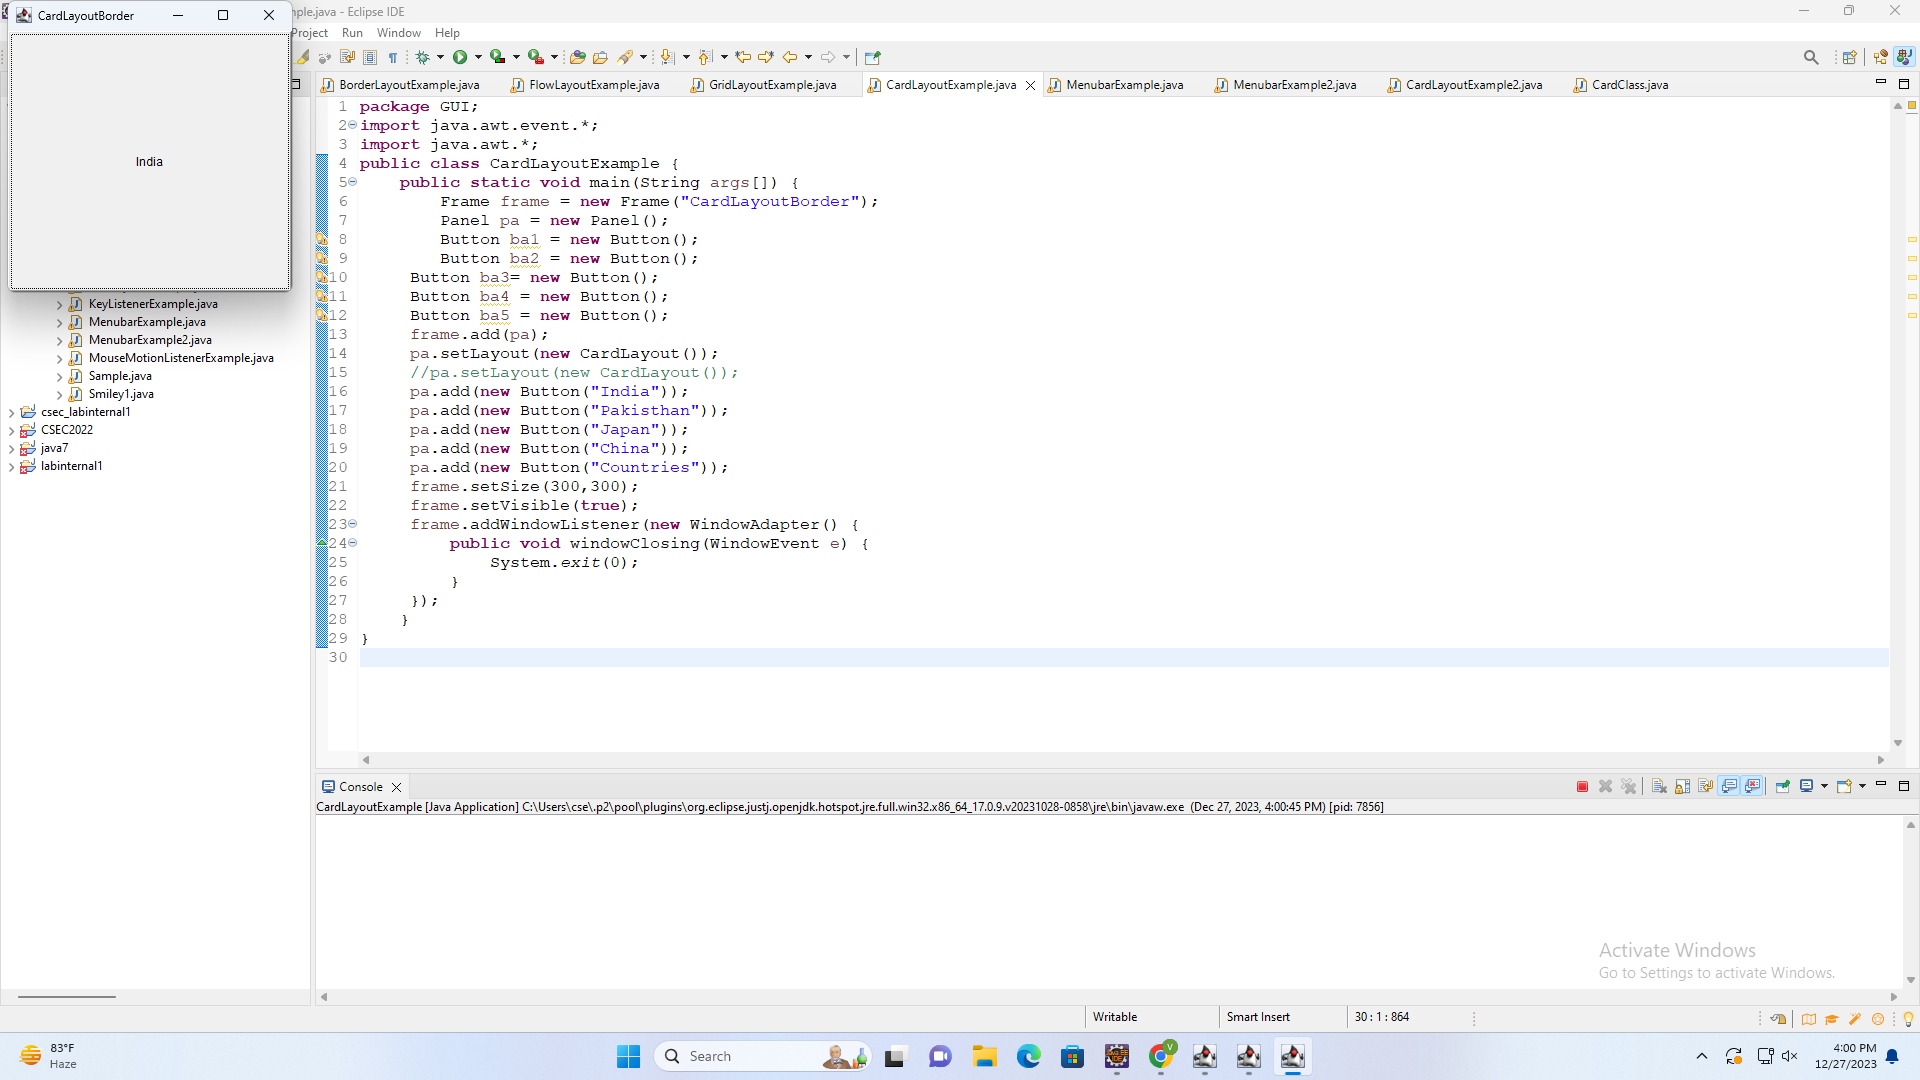 CardLayoutBorder
India
nple.java - Eclipse IDE
Project Run Window Help
BorderLayoutExample.java FlowLayoutExample.java GridLayoutExample.java CardLayoutExample.java MenubarExample.java MenubarExample2.java CardLayoutExample2.java CardClass.java
KeyListenerExample.java
MenubarExample.java
MenubarExample2.java
MouseMotionListenerExample.java
Sample.java
Smiley1.java
csec_labinternal1
CSEC2022
java7
labinternal1
1 package GUI;
2 import java.awt.event.*;
3 import java.awt.*;
4 public class CardLayoutExample {
5 public static void main(String args[]) {
6 Frame frame = new Frame("CardLayoutBorder");
7 Panel pa = new Panel();
8 Button ba1 = new Button();
9 Button ba2 = new Button();
10 Button ba3= new Button();
11 Button ba4 = new Button();
12 Button ba5 = new Button();
13 frame.add(pa);
14 pa.setLayout(new CardLayout());
15 //pa.setLayout(new CardLayout());
16 pa.add(new Button("India"));
17 pa.add(new Button("Pakisthan"));
18 pa.add(new Button("Japan"));
19 pa.add(new Button("China"));
20 pa.add(new Button("Countries"));
21 frame.setSize(300,300);
22 frame.setVisible(true);
23 frame.addWindowListener(new WindowAdapter() {
24 public void windowClosing(WindowEvent e) {
25 System.exit(0);
26 }
27 });
28 }
29 }
30
Console
CardLayoutExample [Java Application] C:\Users\cse\.p2\pool\plugins\org.eclipse.justj.openjdk.hotspot.jre.full.win32.x86_64_17.0.9.v20231028-0858\jre\bin\javaw.exe (Dec 27, 2023, 4:00:45 PM) [pid: 7856]
Activate Windows
Go to Settings to activate Windows.
Writable Smart Insert 30 : 1 : 864
83°F
Haze
Search
4:00 PM
12/27/2023